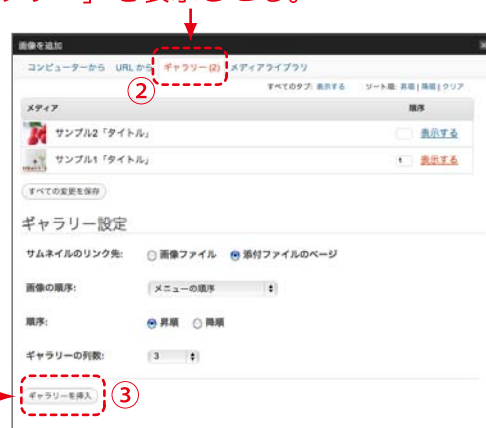 画像を追加
コンピューターから URL から ギャラリー (2) メディアライブラリ
②
すべてのタブ: 表示する ソート順: 昇順 | 降順 | クリア
メディア 順序
サンプル2「タイトル」 表示する
サンプル1「タイトル」 1 表示する
すべての変更を保存
ギャラリー設定
サムネイルのリンク先: 画像ファイル 添付ファイルのページ
画像の順序: メニューの順序
順序: 昇順 降順
ギャラリーの列数: 3
ギャラリーを挿入 ③